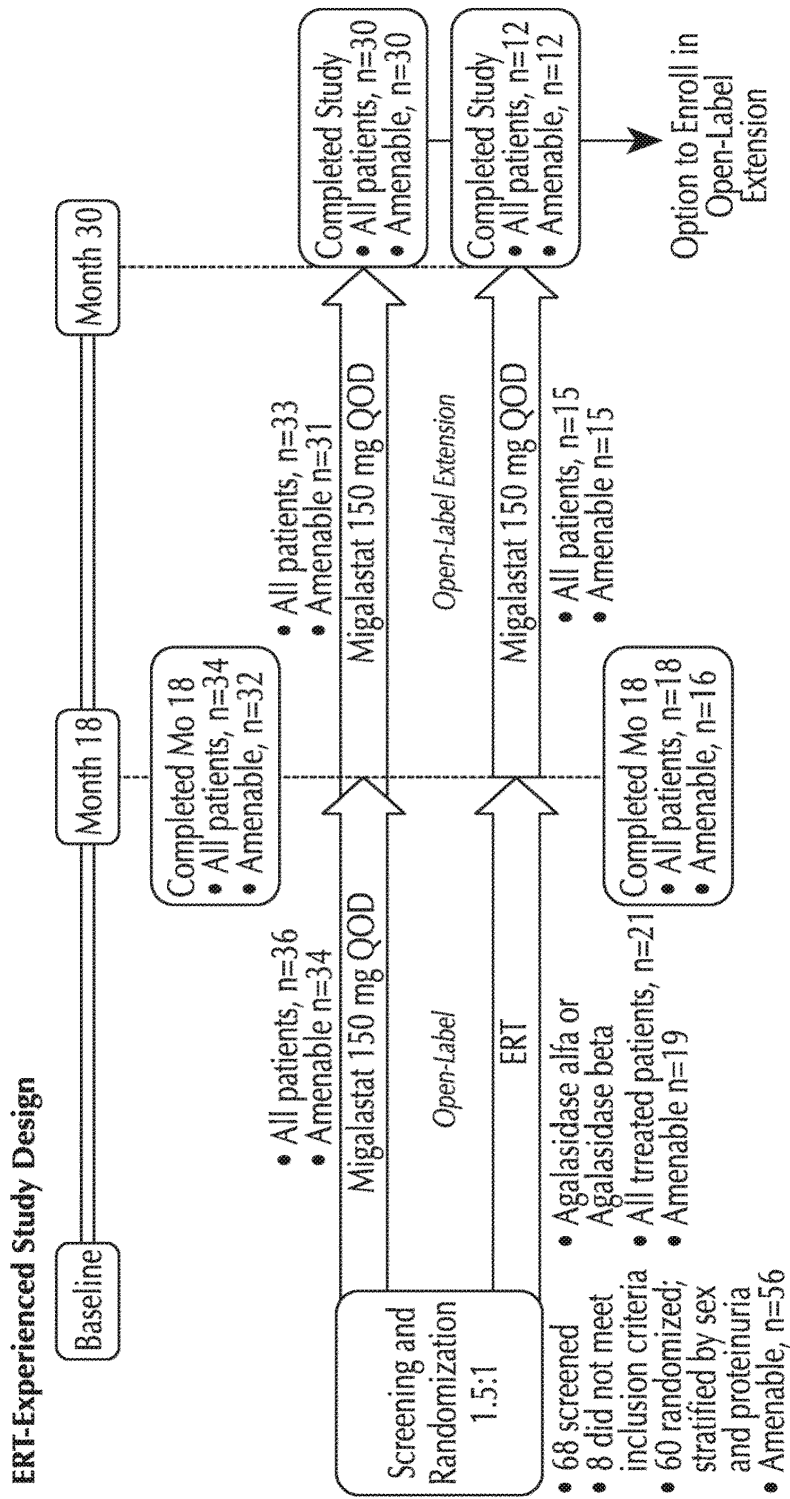 ERT-Experienced Study Design
Baseline
Month 18
Month 30
Completed Mo 18
• All patients, n=34
• Amenable, n=32
• All patients, n=36
• Amenable n=34
Migalastat 150 mg QOD
• All patients, n=33
• Amenable n=31
Migalastat 150 mg QOD
Completed Study
• All patients, n=30
• Amenable, n=30
Screening and
Randomization
1.5:1
Open-Label
Open-Label Extension
ERT
Migalastat 150 mg QOD
Completed Study
• All patients, n=12
• Amenable, n=12
• 68 screened
• 8 did not meet
inclusion criteria
• 60 randomized;
stratified by sex
and proteinuria
• Amenable, n=56
• Agalasidase alfa or
Agalasidase beta
• All treated patients, n=21
• Amenable n=19
Completed Mo 18
• All patients, n=18
• Amenable, n=16
• All patients, n=15
• Amenable n=15
Option to Enroll in
Open-Label
Extension